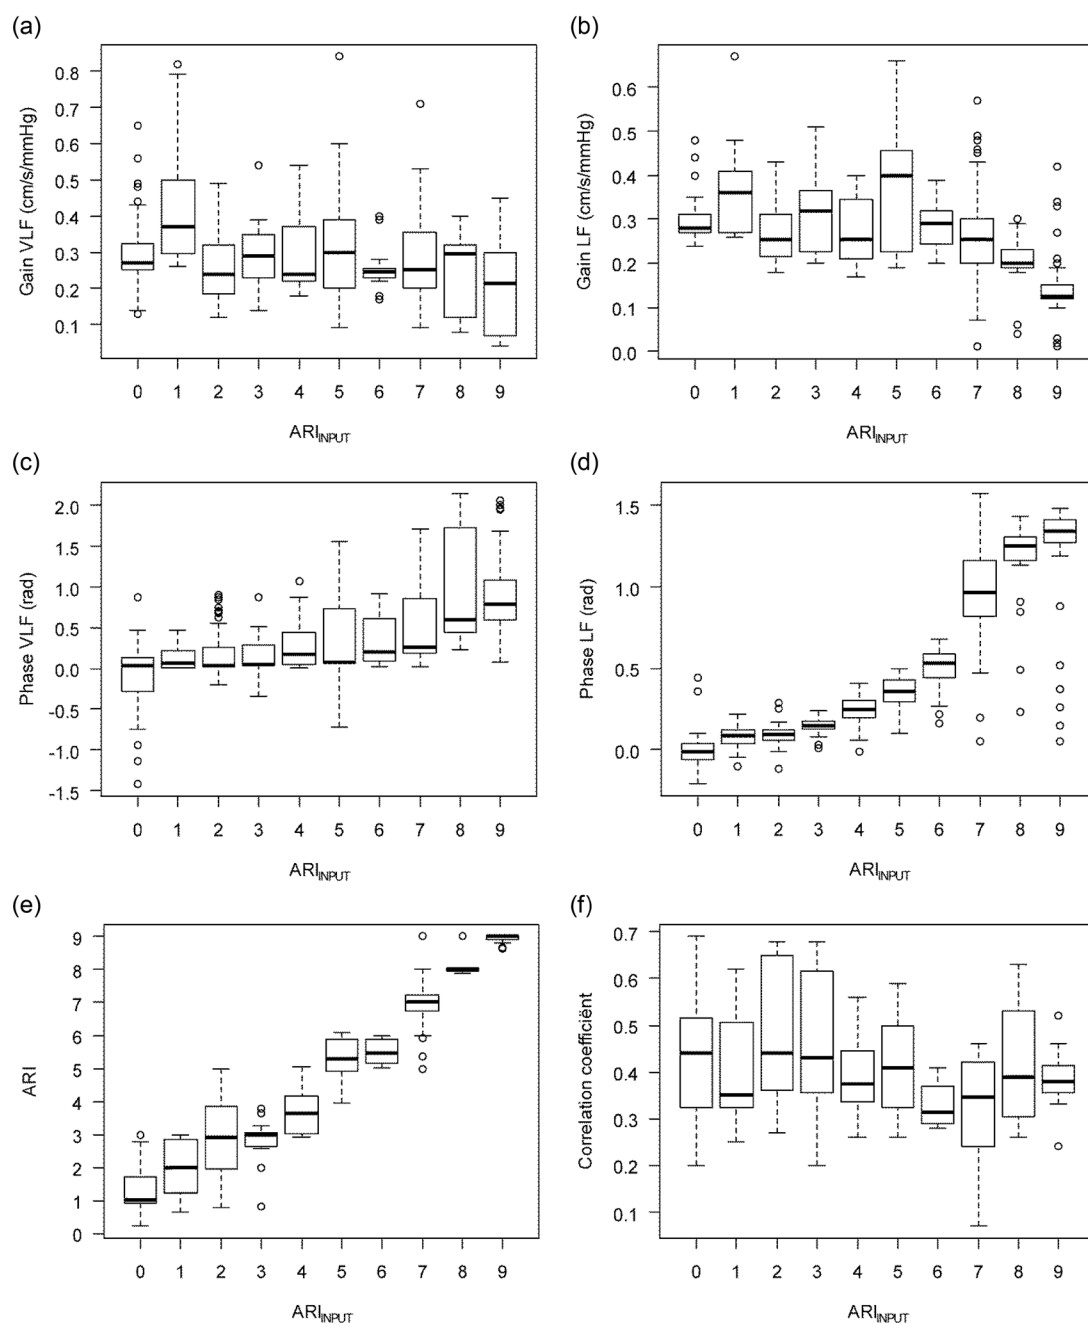 (a)
Gain VLF (cm/s/mmHg)
0.8
0.7
0.6
0.5
0.4
0.3
0.2
0.1
0 1 2 3 4 5 6 7 8 9
ARI_INPUT
(b)
Gain LF (cm/s/mmHg)
0.6
0.5
0.4
0.3
0.2
0.1
0.0
0 1 2 3 4 5 6 7 8 9
ARI_INPUT
(c)
Phase VLF (rad)
2.0
1.5
1.0
0.5
0.0
-0.5
-1.0
-1.5
0 1 2 3 4 5 6 7 8 9
ARI_INPUT
(d)
Phase LF (rad)
1.5
1.0
0.5
0.0
0 1 2 3 4 5 6 7 8 9
ARI_INPUT
(e)
ARI
9
8
7
6
5
4
3
2
1
0
0 1 2 3 4 5 6 7 8 9
ARI_INPUT
(f)
Correlation coefficiënt
0.7
0.6
0.5
0.4
0.3
0.2
0.1
0 1 2 3 4 5 6 7 8 9
ARI_INPUT